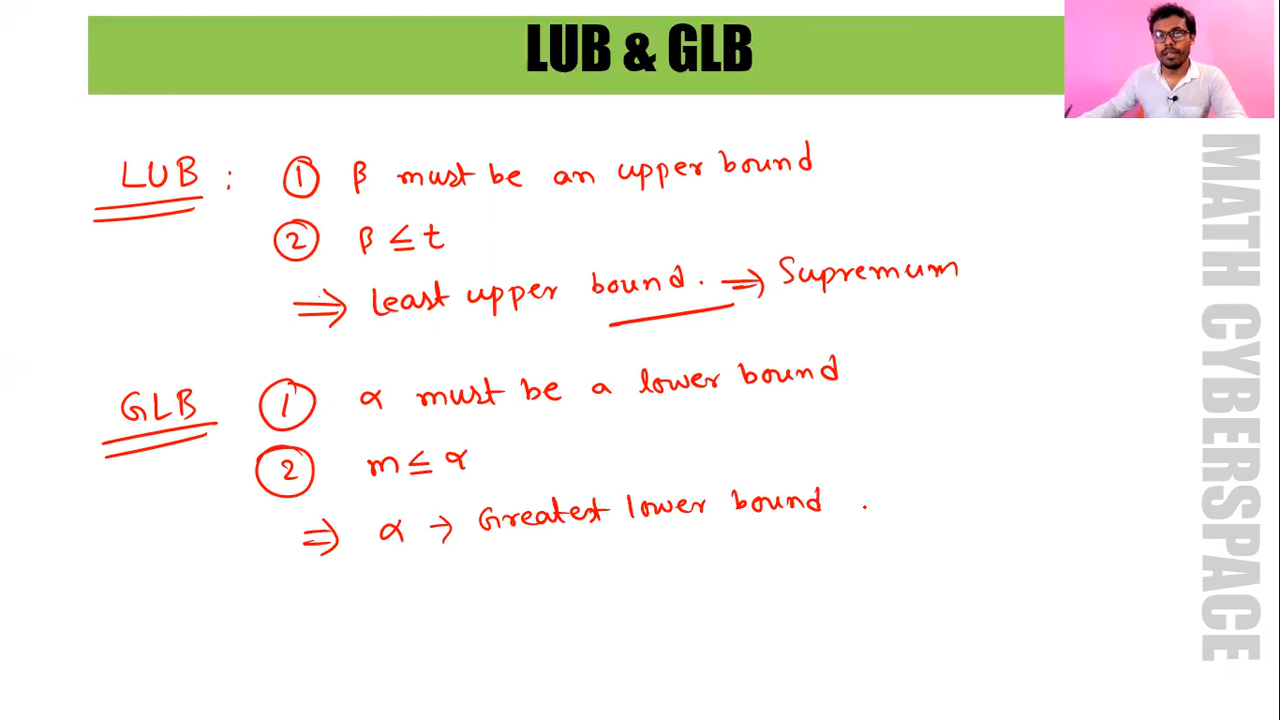 LUB & GLB
LUB : ① β must be an upper bound
② β ≤ t
⇒ Least upper bound. ⇒ Supremum
GLB ① α must be a lower bound
② m ≤ α
⇒ α → Greatest lower bound .
MATH CYBERSPACE